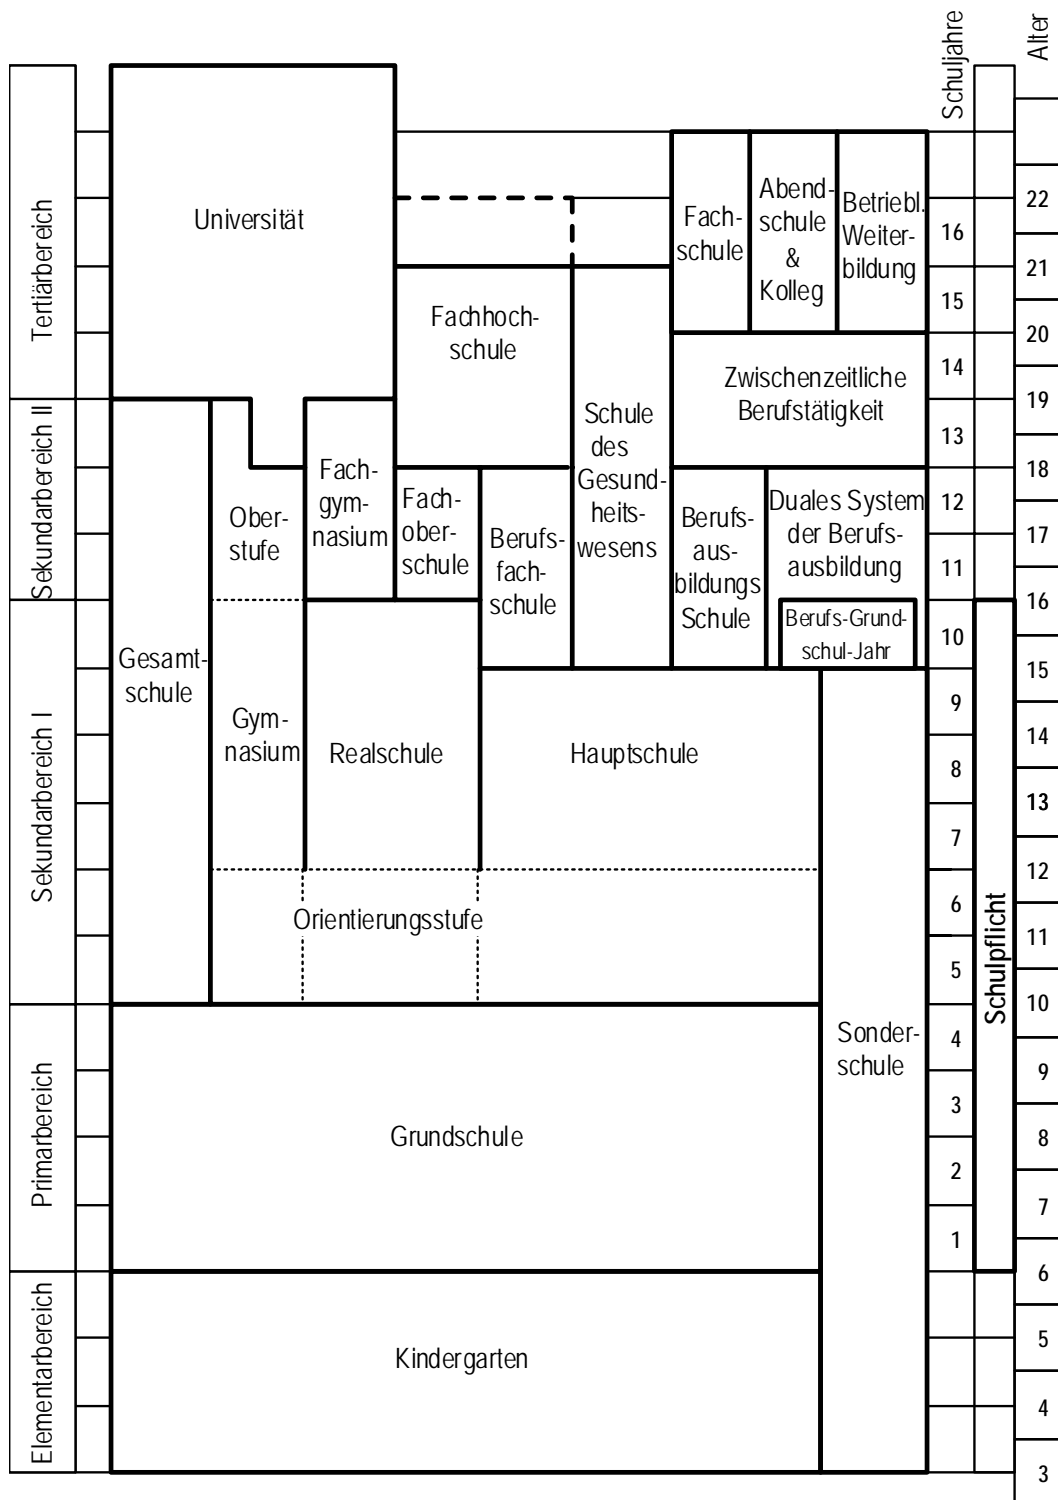 Schuljahre
Alter
Tertiärbereich
Sekundarbereich II
Sekundarbereich I
Primarbereich
Elementarbereich
Universität
Fach-
schule
Abend-
schule
&
Kolleg
Betriebl.
Weiter-
bildung
Fachhoch-
schule
Zwischenzeitliche
Berufstätigkeit
Schule
des
Gesund-
heits-
wesens
Ober-
stufe
Fach-
gym-
nasium
Fach-
ober-
schule
Berufs-
fach-
schule
Berufs-
aus-
bildungs
Schule
Duales System
der Berufs-
ausbildung
Berufs-Grund-
schul-Jahr
Gesamt-
schule
Gym-
nasium
Realschule
Hauptschule
Orientierungsstufe
Sonder-
schule
Grundschule
Kindergarten
16
15
14
13
12
11
10
9
8
7
6
5
4
3
2
1
Schulpflicht
22
21
20
19
18
17
16
15
14
13
12
11
10
9
8
7
6
5
4
3